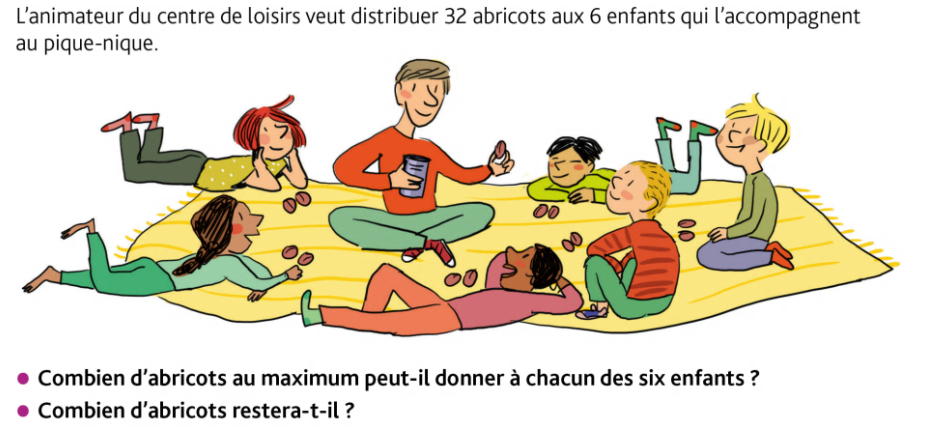 L'animateur du centre de loisirs veut distribuer 32 abricots aux 6 enfants qui l'accompagnent
au pique-nique.
● Combien d'abricots au maximum peut-il donner à chacun des six enfants ?
● Combien d'abricots restera-t-il ?